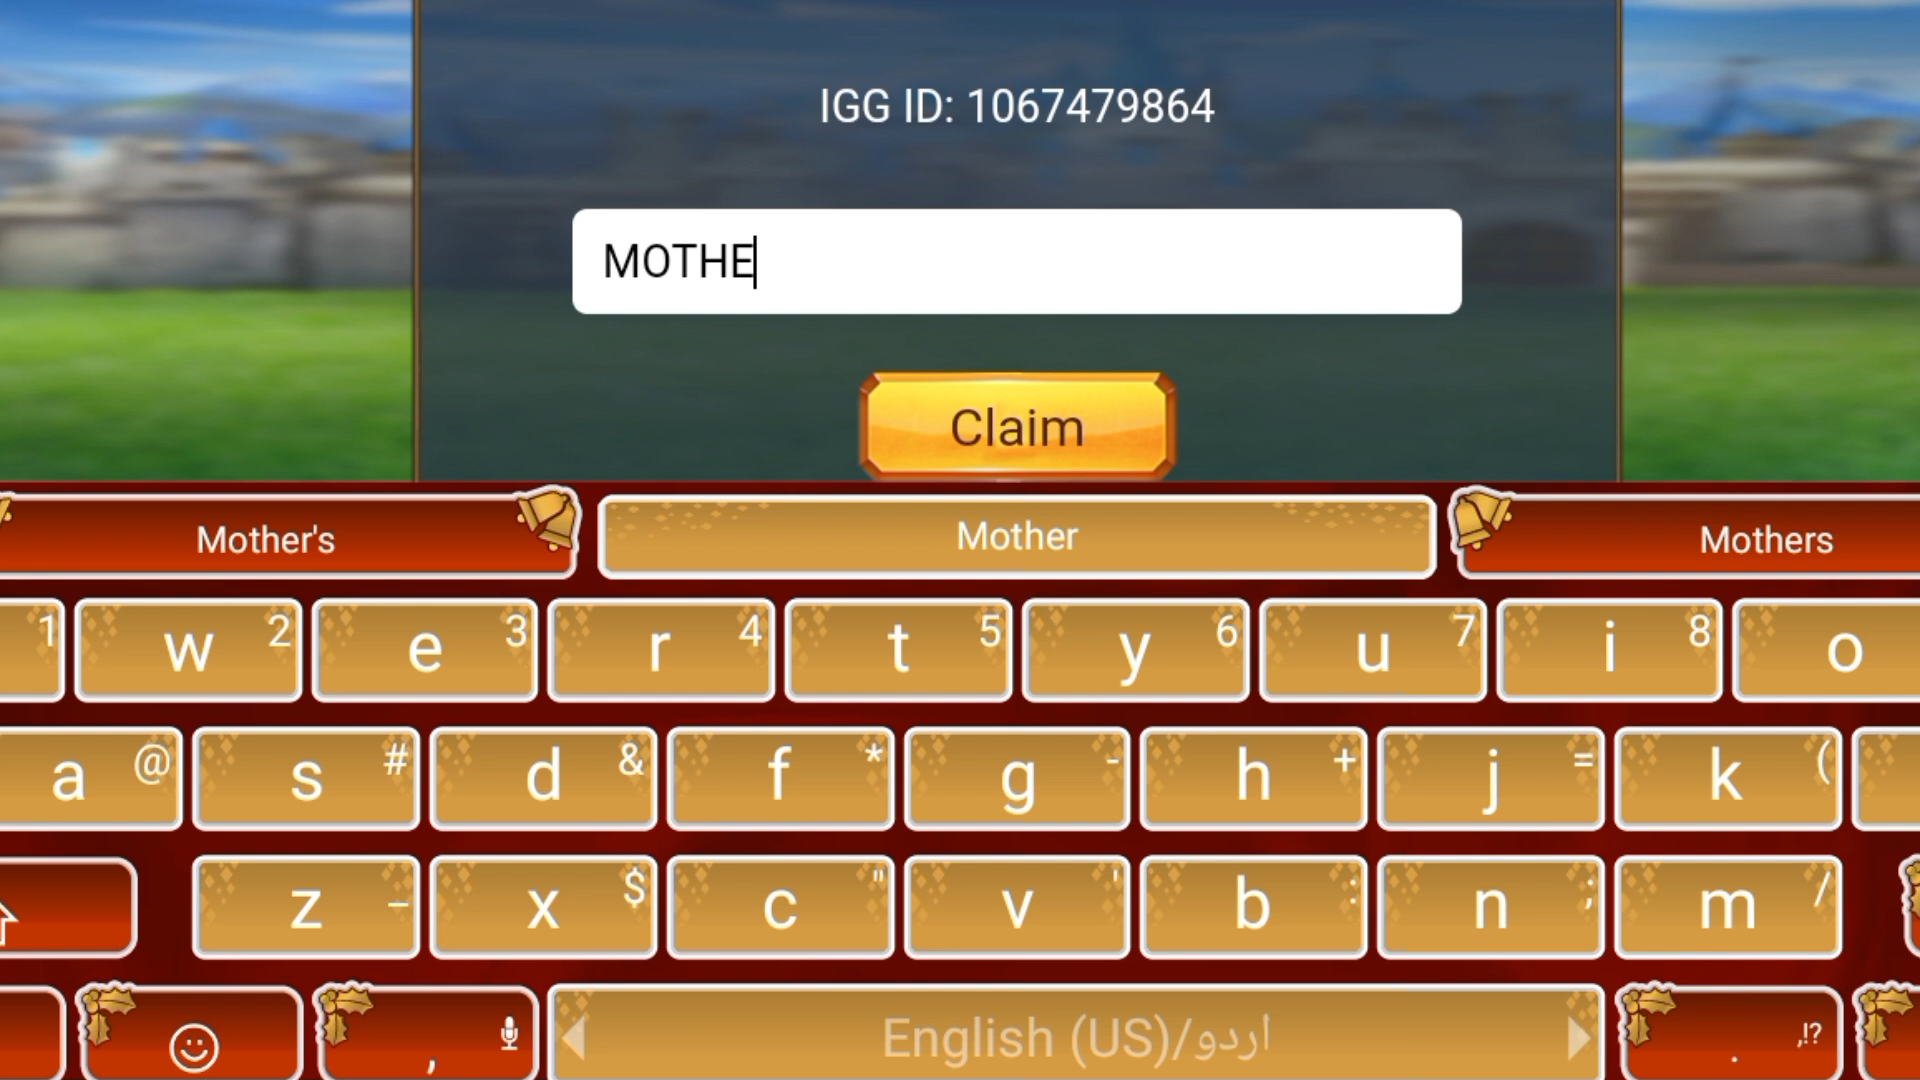 IGG ID: 1067479864
MOTHE
Claim
Mother's Mother Mothers
1 w 2 e 3 r 4 t 5 y 6 u 7 i 8 o
a @ s # d & f * g - h + j = k (
z _ x $ c " v ' b : n ; m /
, English (US)/اردو . ,!?